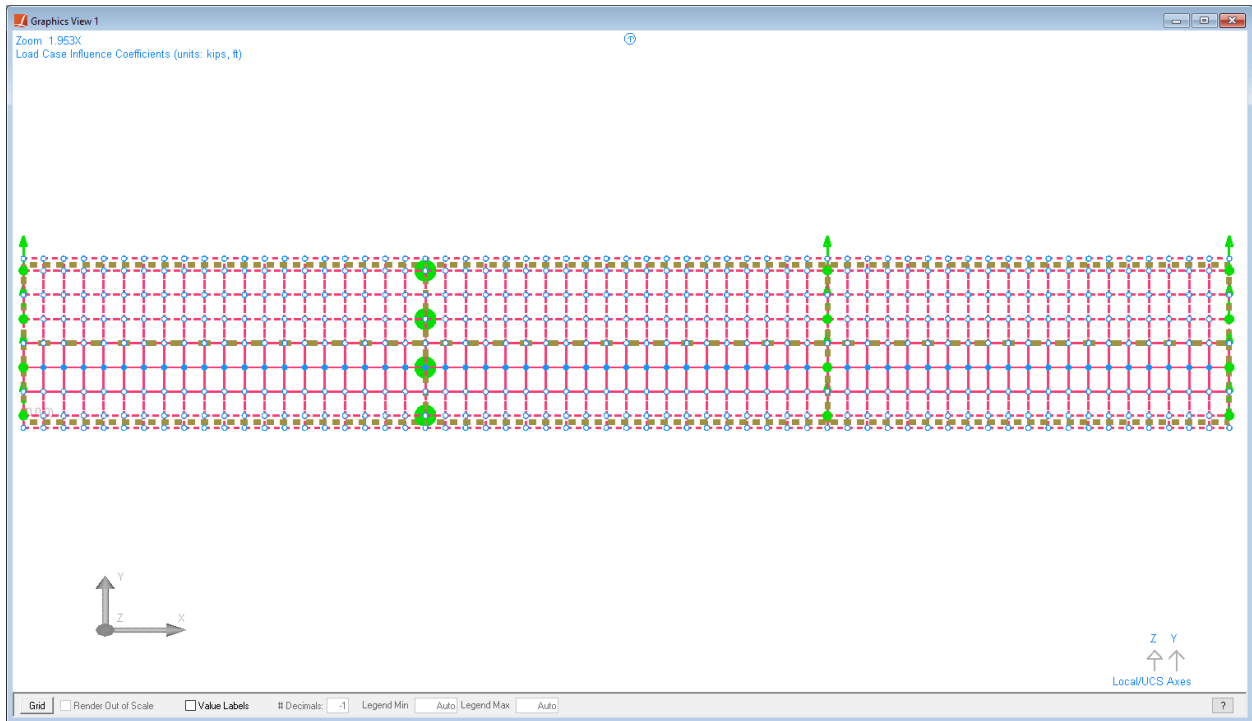 Graphics View 1
Zoom 1.953X
Load Case Influence Coefficients (units: kips, ft)
T
Y
Z X
Z Y
Local/UCS Axes
Grid Render Out of Scale Value Labels # Decimals: -1 Legend Min Auto Legend Max Auto ?